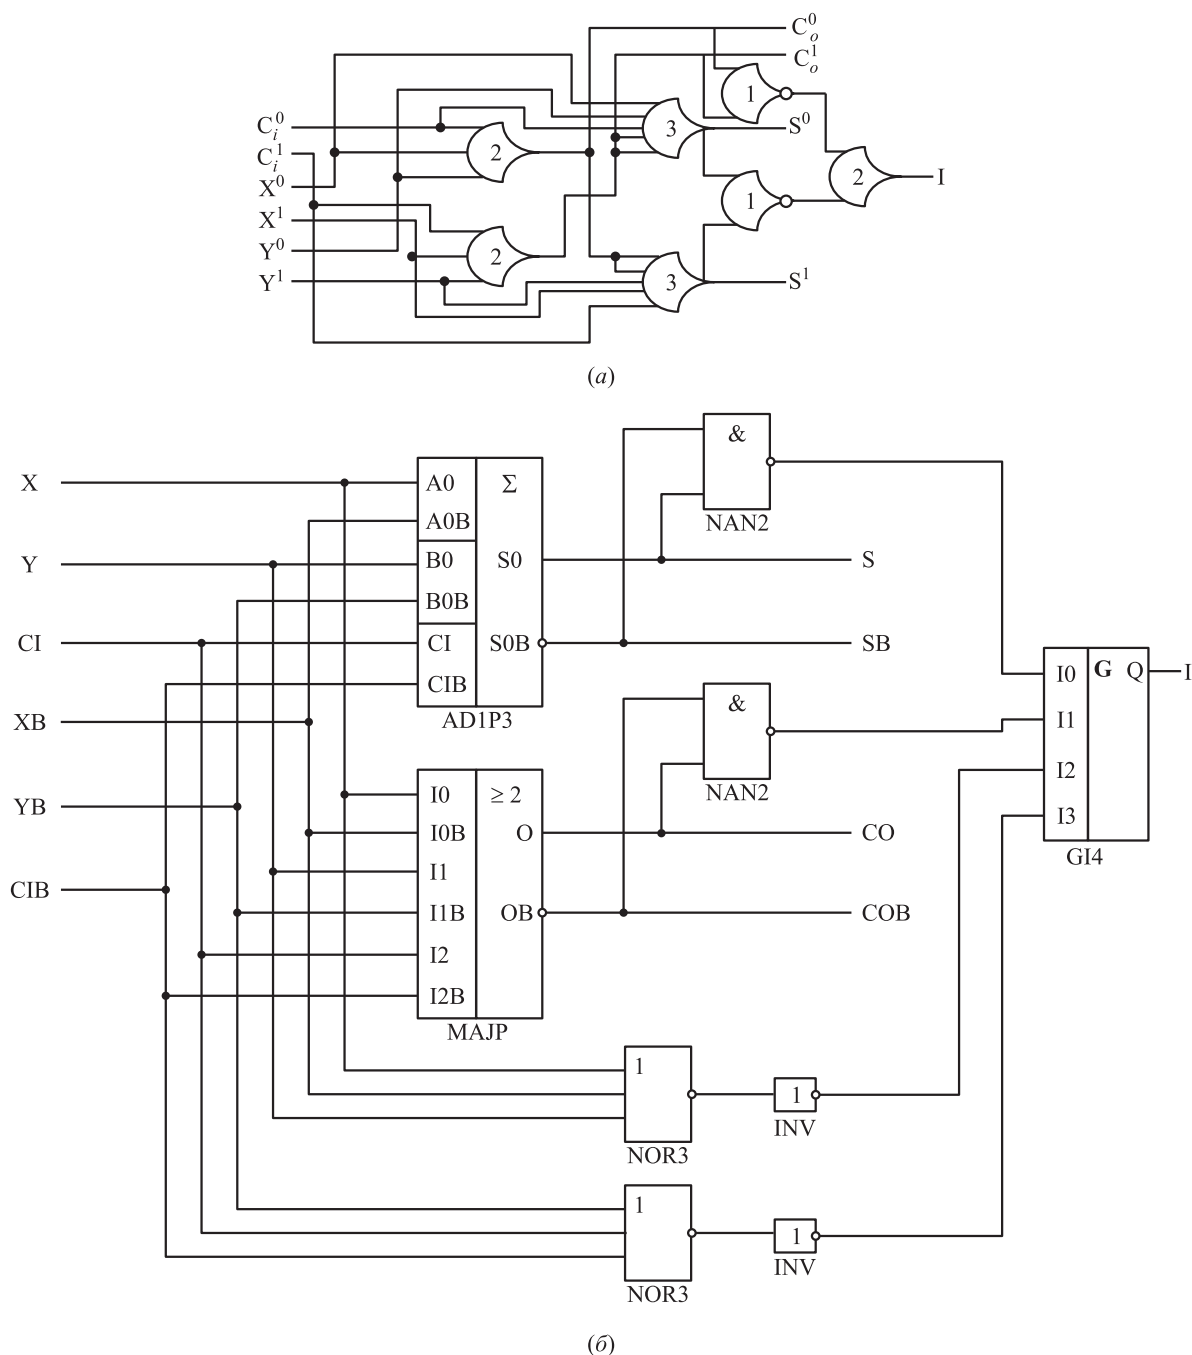 C_o^0
C_o^1
1
C_i^0
3
S^0
C_i^1
2
2
I
X^0
1
X^1
Y^0
2
Y^1
3
S^1
(а)
&
X
A0
Σ
A0B
NAN2
Y
B0
S0
S
B0B
CI
CI
S0B
SB
CIB
I0
G
Q
I
XB
AD1P3
&
I1
YB
I0
≥ 2
NAN2
I2
I0B
O
CO
I3
I1
GI4
CIB
I1B
OB
COB
I2
I2B
MAJP
1
1
INV
NOR3
1
1
INV
NOR3
(б)